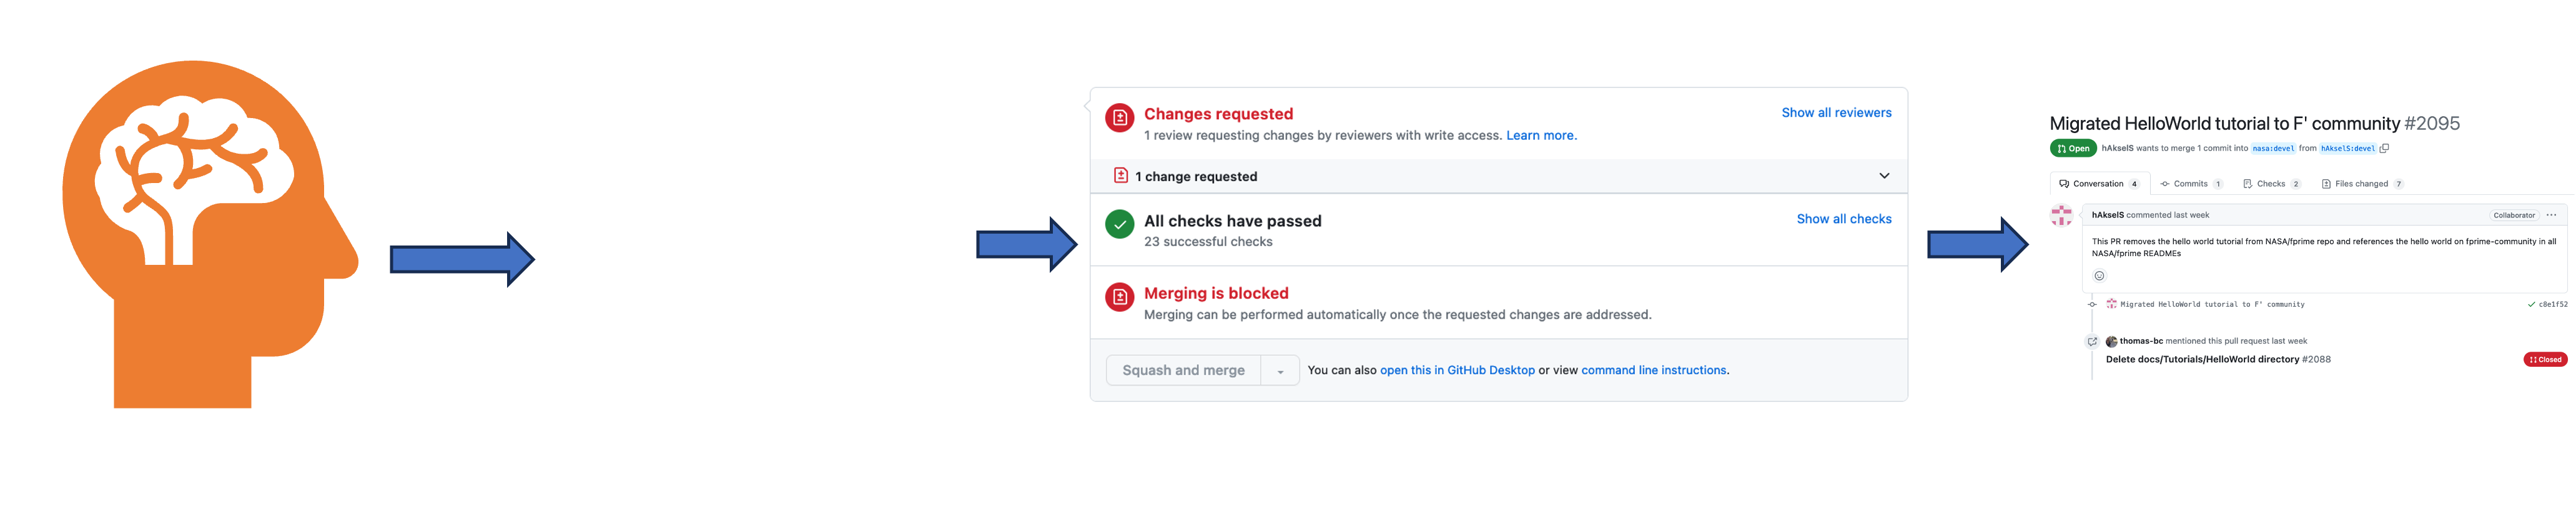 Changes requested
Show all reviewers
1 review requesting changes by reviewers with write access. Learn more.
1 change requested
All checks have passed
Show all checks
23 successful checks
Merging is blocked
Merging can be performed automatically once the requested changes are addressed.
Squash and merge
You can also open this in GitHub Desktop or view command line instructions.
Migrated HelloWorld tutorial to F' community #2095
Open hAkselS wants to merge 1 commit into nasa:devel from hAkselS:devel
Conversation 4 Commits 1 Checks 2 Files changed 7
hAkselS commented last week Collaborator
This PR removes the hello world tutorial from NASA/fprime repo and references the hello world on fprime-community in all
NASA/fprime READMEs
Migrated HelloWorld tutorial to F' community c8e1f52
thomas-bc mentioned this pull request last week
Delete docs/Tutorials/HelloWorld directory #2088 Closed